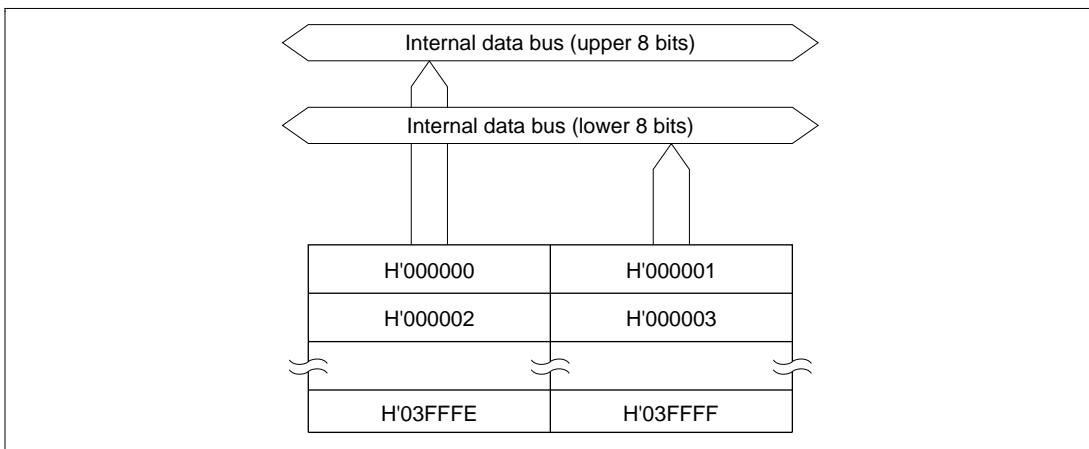 Internal data bus (upper 8 bits)
Internal data bus (lower 8 bits)
H'000000 H'000001
H'000002 H'000003
H'03FFFE H'03FFFF